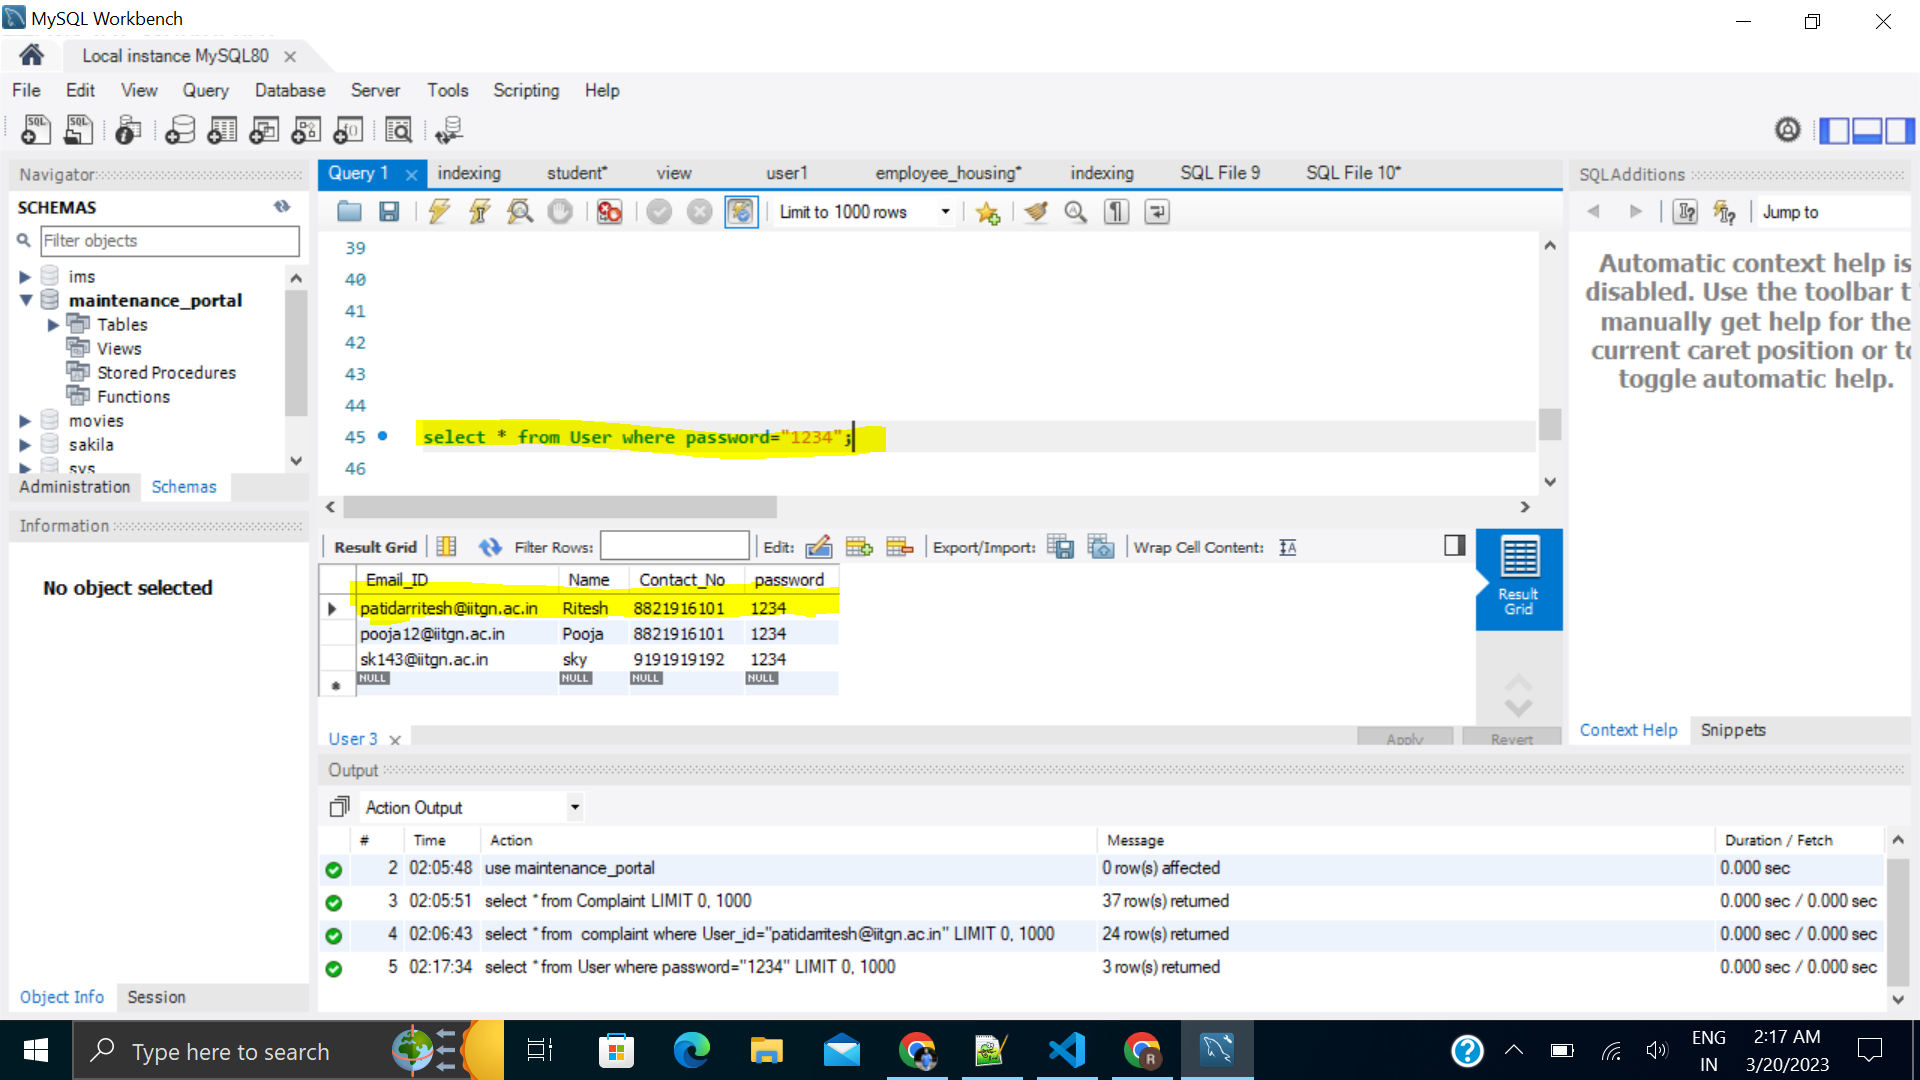 MySQL Workbench
Local instance MySQL80
File Edit View Query Database Server Tools Scripting Help
Navigator
SCHEMAS
Filter objects
ims
maintenance_portal
Tables
Views
Stored Procedures
Functions
movies
sakila
sys
Administration Schemas
Information
No object selected
Object Info Session
Query 1 indexing student* view user1 employee_housing* indexing SQL File 9 SQL File 10*
Limit to 1000 rows
39
40
41
42
43
44
45 select * from User where password="1234";
46
Result Grid Filter Rows: Edit: Export/Import: Wrap Cell Content:
Email_ID Name Contact_No password
patidarritesh@iitgn.ac.in Ritesh 8821916101 1234
pooja12@iitgn.ac.in Pooja 8821916101 1234
sk143@iitgn.ac.in sky 9191919192 1234
NULL NULL NULL NULL
Result
Grid
User 3 Apply Revert
SQLAdditions
Jump to
Automatic context help is
disabled. Use the toolbar t
manually get help for the
current caret position or to
toggle automatic help.
Context Help Snippets
Output
Action Output
# Time Action Message Duration / Fetch
2 02:05:48 use maintenance_portal 0 row(s) affected 0.000 sec
3 02:05:51 select * from Complaint LIMIT 0, 1000 37 row(s) returned 0.000 sec / 0.000 sec
4 02:06:43 select * from complaint where User_id="patidarritesh@iitgn.ac.in" LIMIT 0, 1000 24 row(s) returned 0.000 sec / 0.000 sec
5 02:17:34 select * from User where password="1234" LIMIT 0, 1000 3 row(s) returned 0.000 sec / 0.000 sec
Type here to search
ENG
IN
2:17 AM
3/20/2023